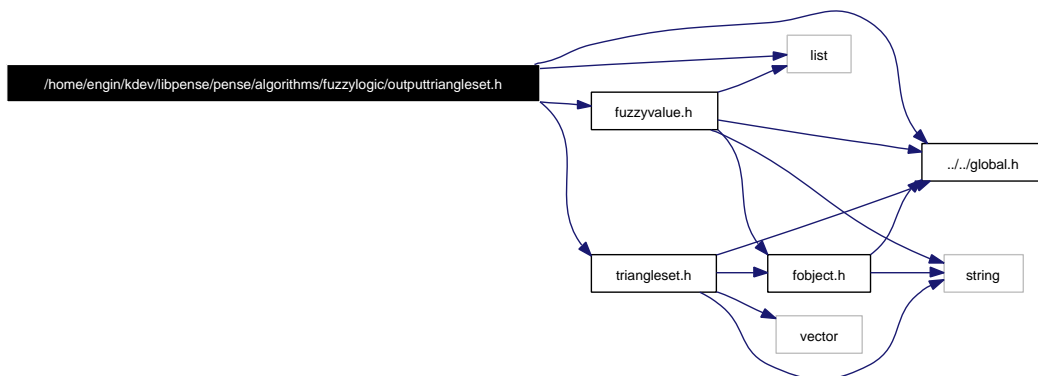 list
/home/engin/kdev/libpense/pense/algorithms/fuzzylogic/outputtriangleset.h
fuzzyvalue.h
../../global.h
triangleset.h
fobject.h
string
vector